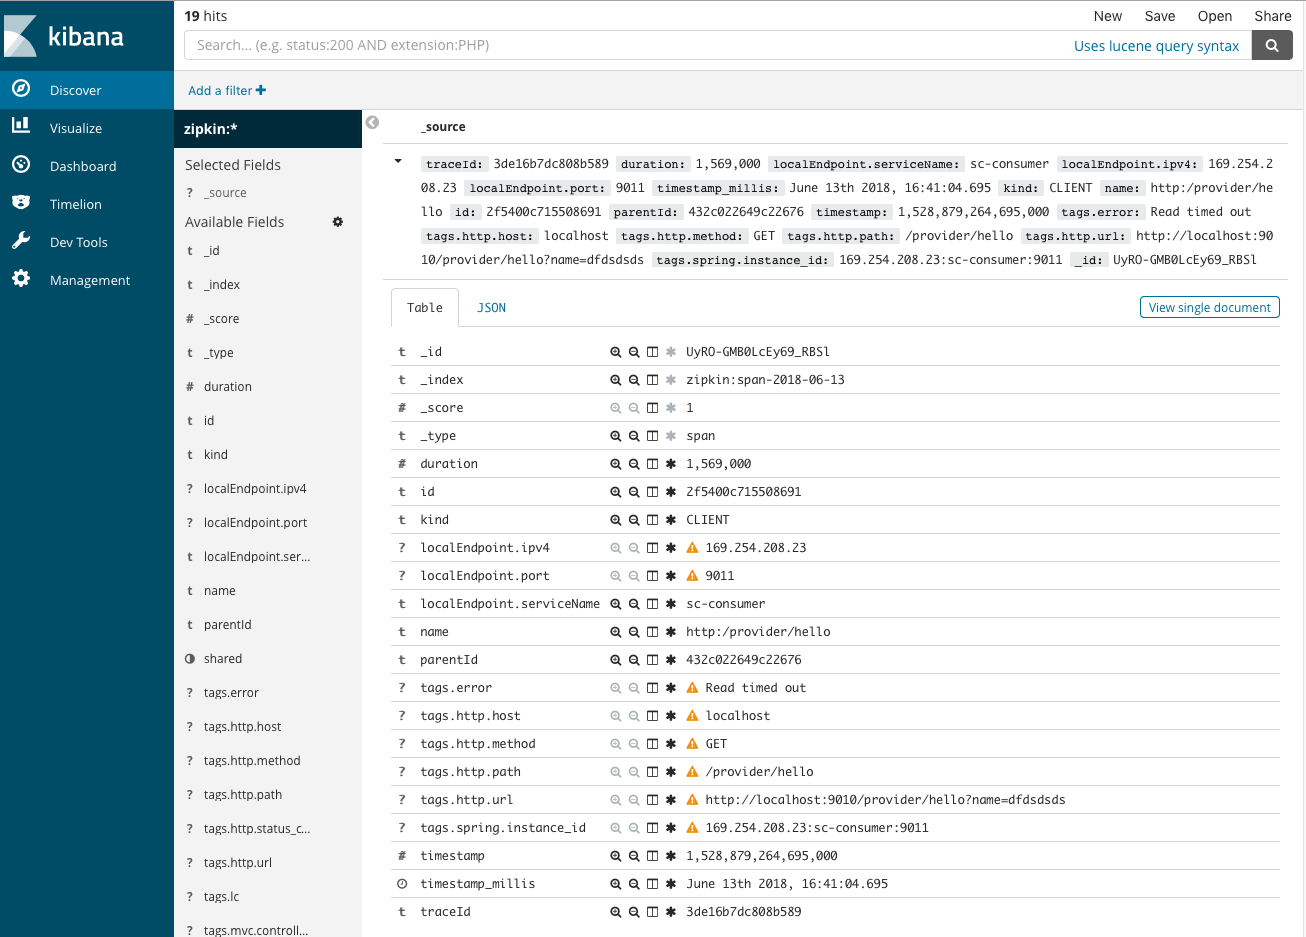 kibana
Discover
Visualize
Dashboard
Timelion
Dev Tools
Management
19 hits
New Save Open Share
Search... (e.g. status:200 AND extension:PHP)
Uses lucene query syntax
Add a filter +
zipkin:*
Selected Fields
? _source
Available Fields
t _id
t _index
# _score
t _type
# duration
t id
t kind
? localEndpoint.ipv4
? localEndpoint.port
t localEndpoint.ser...
t name
t parentId
shared
? tags.error
? tags.http.host
? tags.http.method
? tags.http.path
? tags.http.status_c...
? tags.http.url
? tags.lc
? tags.mvc.controll...
_source
traceId: 3de16b7dc808b589 duration: 1,569,000 localEndpoint.serviceName: sc-consumer localEndpoint.ipv4: 169.254.2
08.23 localEndpoint.port: 9011 timestamp_millis: June 13th 2018, 16:41:04.695 kind: CLIENT name: http:/provider/he
llo id: 2f5400c715508691 parentId: 432c022649c22676 timestamp: 1,528,879,264,695,000 tags.error: Read timed out
tags.http.host: localhost tags.http.method: GET tags.http.path: /provider/hello tags.http.url: http://localhost:90
10/provider/hello?name=dfdsdsds tags.spring.instance_id: 169.254.208.23:sc-consumer:9011 _id: UyRO-GMB0LcEy69_RBSl
Table JSON
View single document
t _id UyRO-GMB0LcEy69_RBSl
t _index zipkin:span-2018-06-13
# _score 1
t _type span
# duration 1,569,000
t id 2f5400c715508691
t kind CLIENT
? localEndpoint.ipv4 169.254.208.23
? localEndpoint.port 9011
t localEndpoint.serviceName sc-consumer
t name http:/provider/hello
t parentId 432c022649c22676
? tags.error Read timed out
? tags.http.host localhost
? tags.http.method GET
? tags.http.path /provider/hello
? tags.http.url http://localhost:9010/provider/hello?name=dfdsdsds
? tags.spring.instance_id 169.254.208.23:sc-consumer:9011
# timestamp 1,528,879,264,695,000
timestamp_millis June 13th 2018, 16:41:04.695
t traceId 3de16b7dc808b589